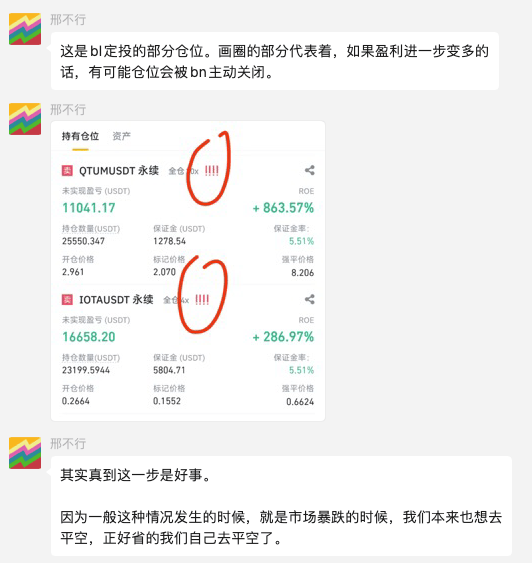 邢不行
这是bl定投的部分仓位。画圈的部分代表着，如果盈利进一步变多的
话，有可能仓位会被bn主动关闭。
邢不行
持有仓位 资产
卖 QTUMUSDT 永续 全仓 !!!!
未实现盈亏 (USDT) ROE
11041.17 +863.57%
持仓数量(USDT) 保证金 (USDT) 保证金率:
25550.347 1278.54 5.51%
开仓价格 标记价格 强平价格
2.961 2.070 8.206
卖 IOTAUSDT 永续 全仓 4x !!!!
未实现盈亏 (USDT) ROE
16658.20 +286.97%
持仓数量(USDT) 保证金 (USDT) 保证金率:
23199.5944 5804.71 5.51%
开仓价格 标记价格 强平价格
0.2664 0.1552 0.6624
邢不行
其实真到这一步是好事。
因为一般这种情况发生的时候，就是市场暴跌的时候，我们本来也想去
平空，正好省的我们自己去平空了。